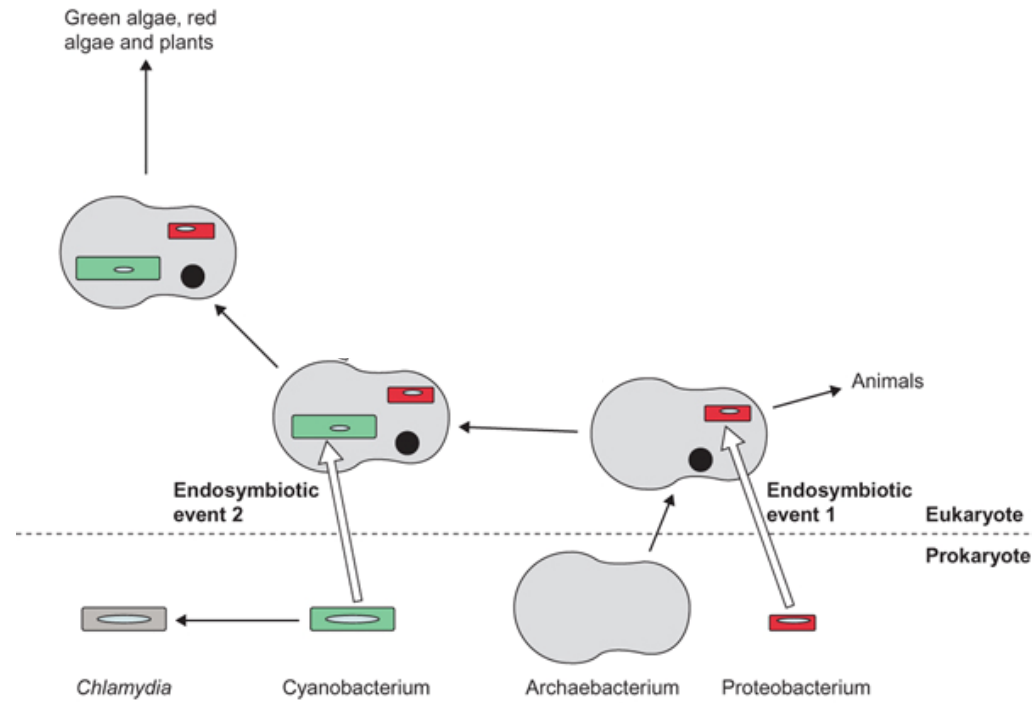 Green algae, red
algae and plants
Animals
Endosymbiotic
event 2
Endosymbiotic
event 1
Eukaryote
Prokaryote
Chlamydia
Cyanobacterium
Archaebacterium
Proteobacterium